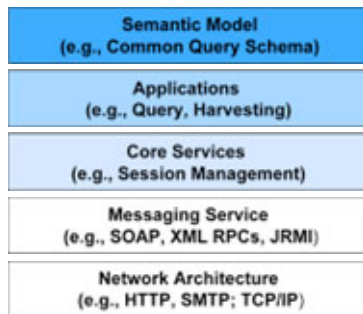 Semantic Model
(e.g., Common Query Schema)
Applications
(e.g., Query, Harvesting)
Core Services
(e.g., Session Management)
Messaging Service
(e.g., SOAP, XML RPCs, JRMI)
Network Architecture
(e.g., HTTP, SMTP; TCP/IP)